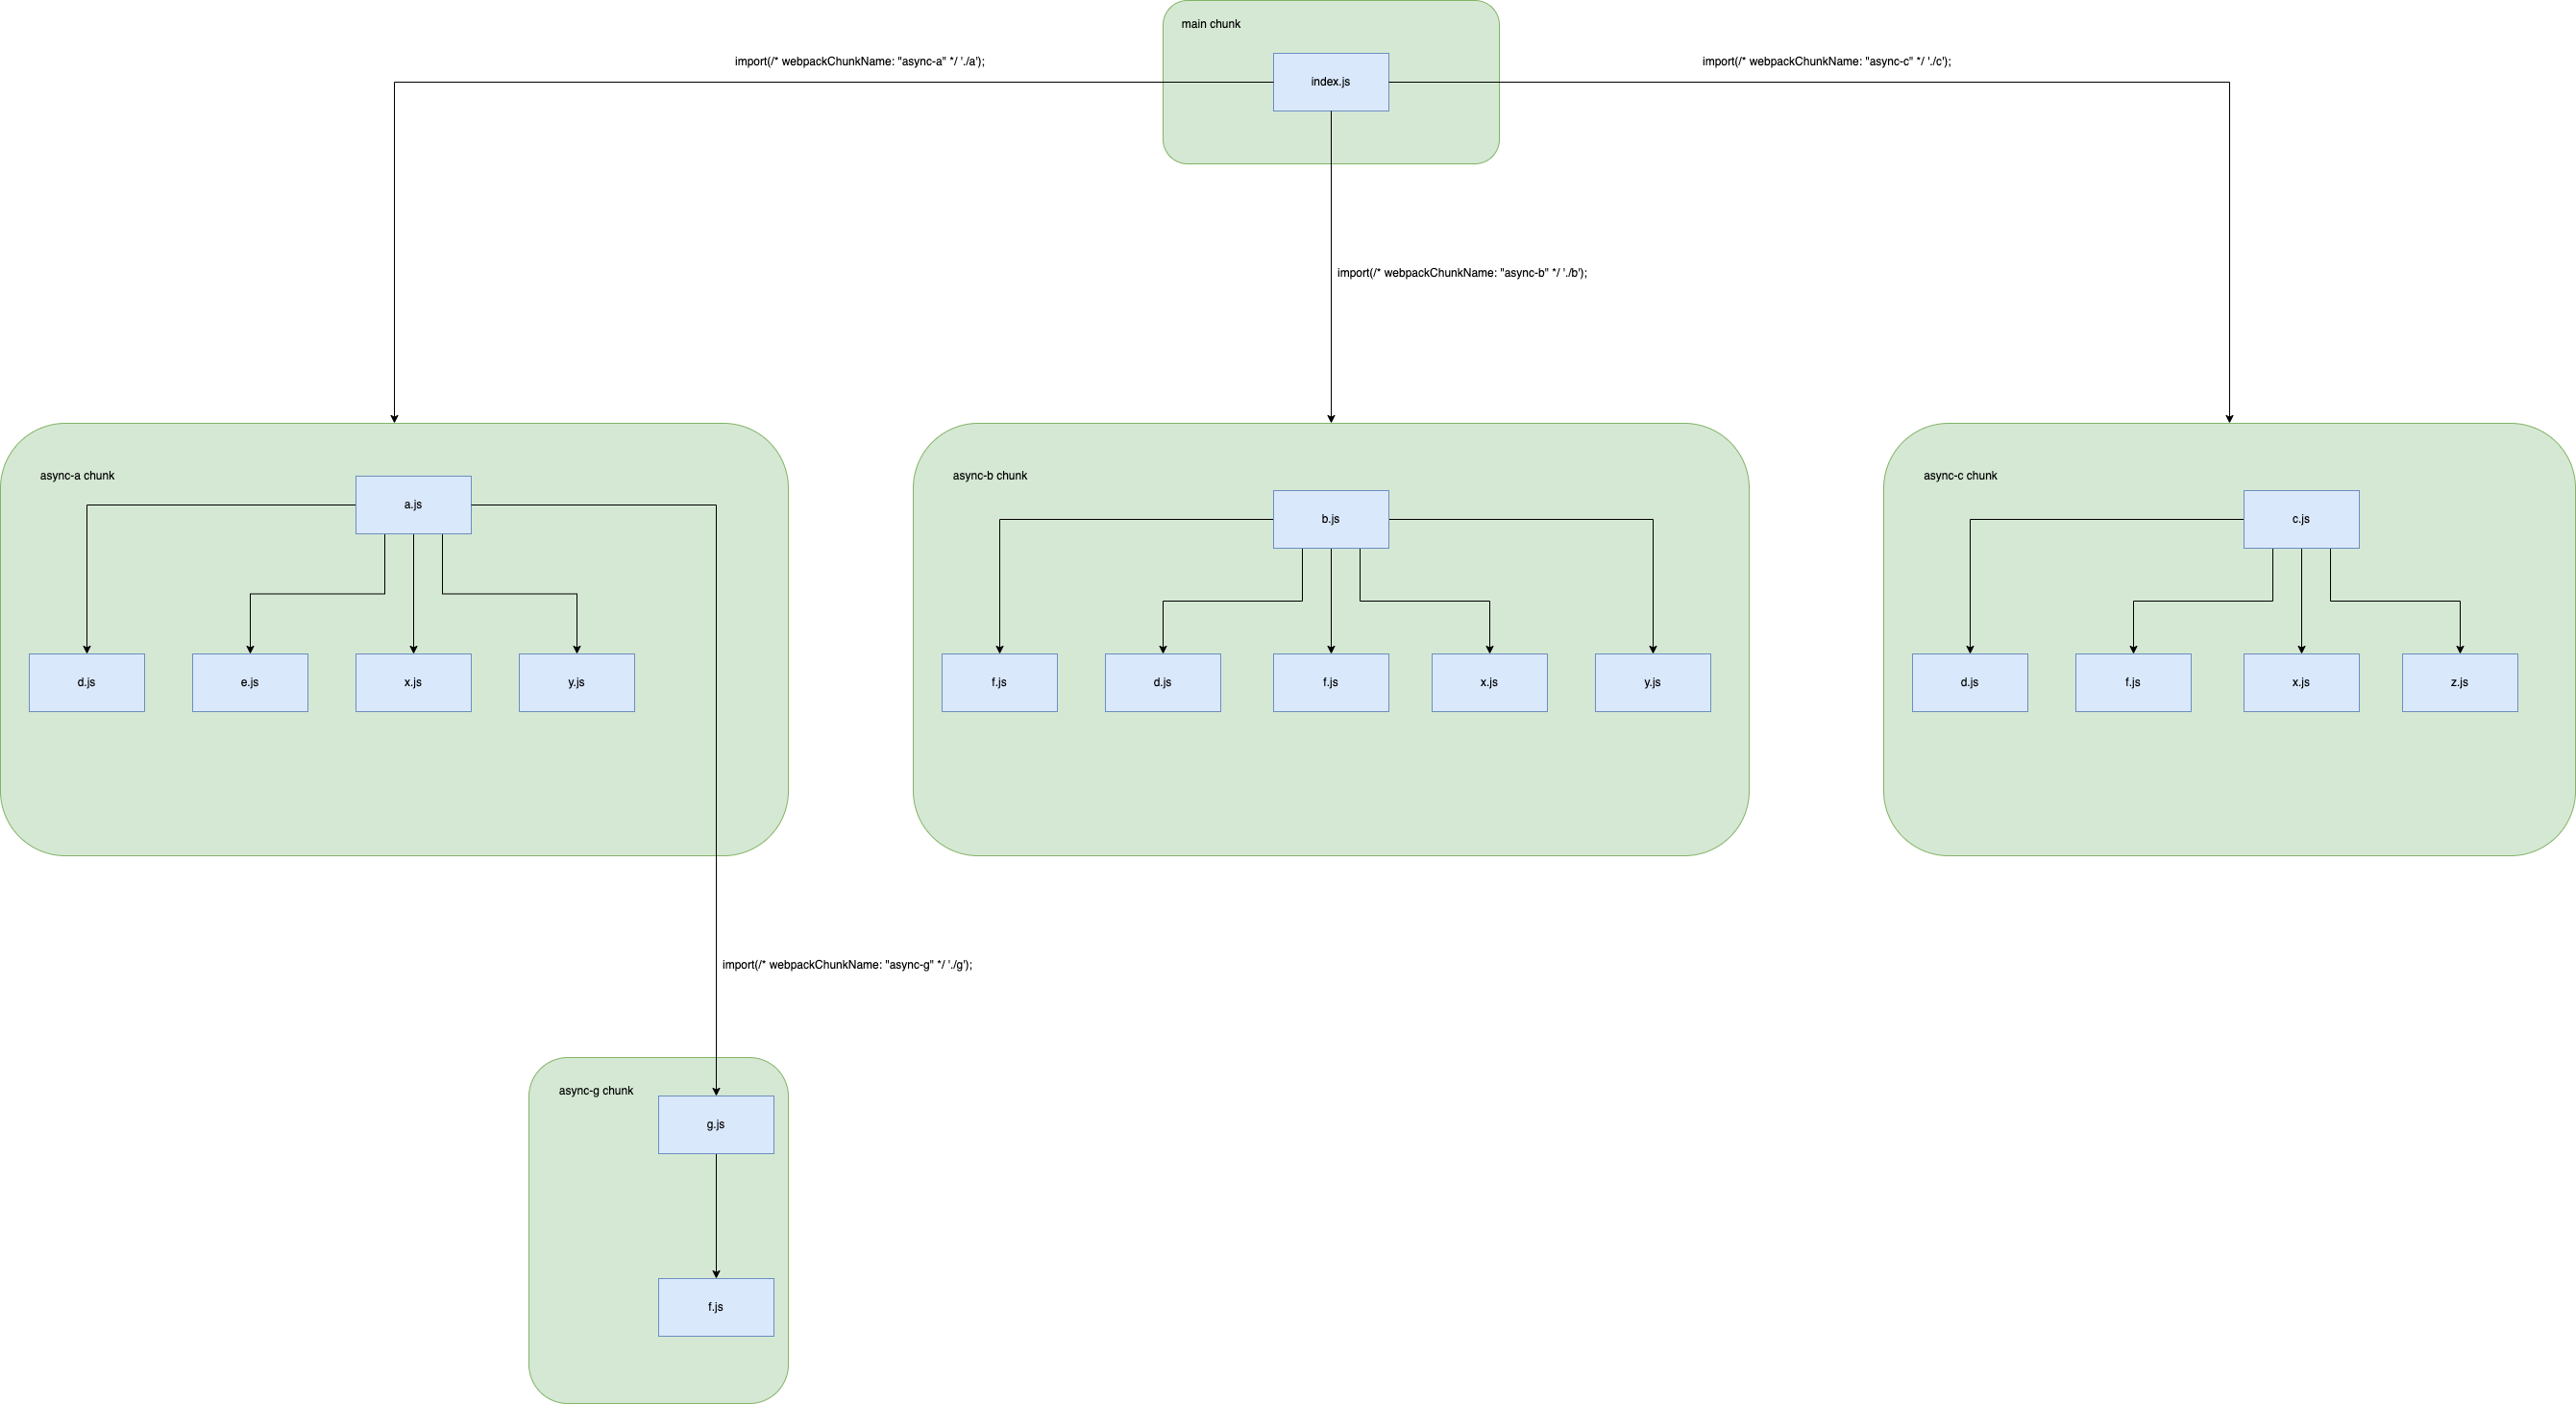 main chunk
import(/* webpackChunkName: "async-a" */ './a');
index.js
import(/* webpackChunkName: "async-c" */ './c');
import(/* webpackChunkName: "async-b" */ './b');
async-a chunk
a.js
d.js
e.js
x.js
y.js
async-b chunk
b.js
f.js
d.js
f.js
x.js
y.js
async-c chunk
c.js
d.js
f.js
x.js
z.js
import(/* webpackChunkName: "async-g" */ './g');
async-g chunk
g.js
f.js